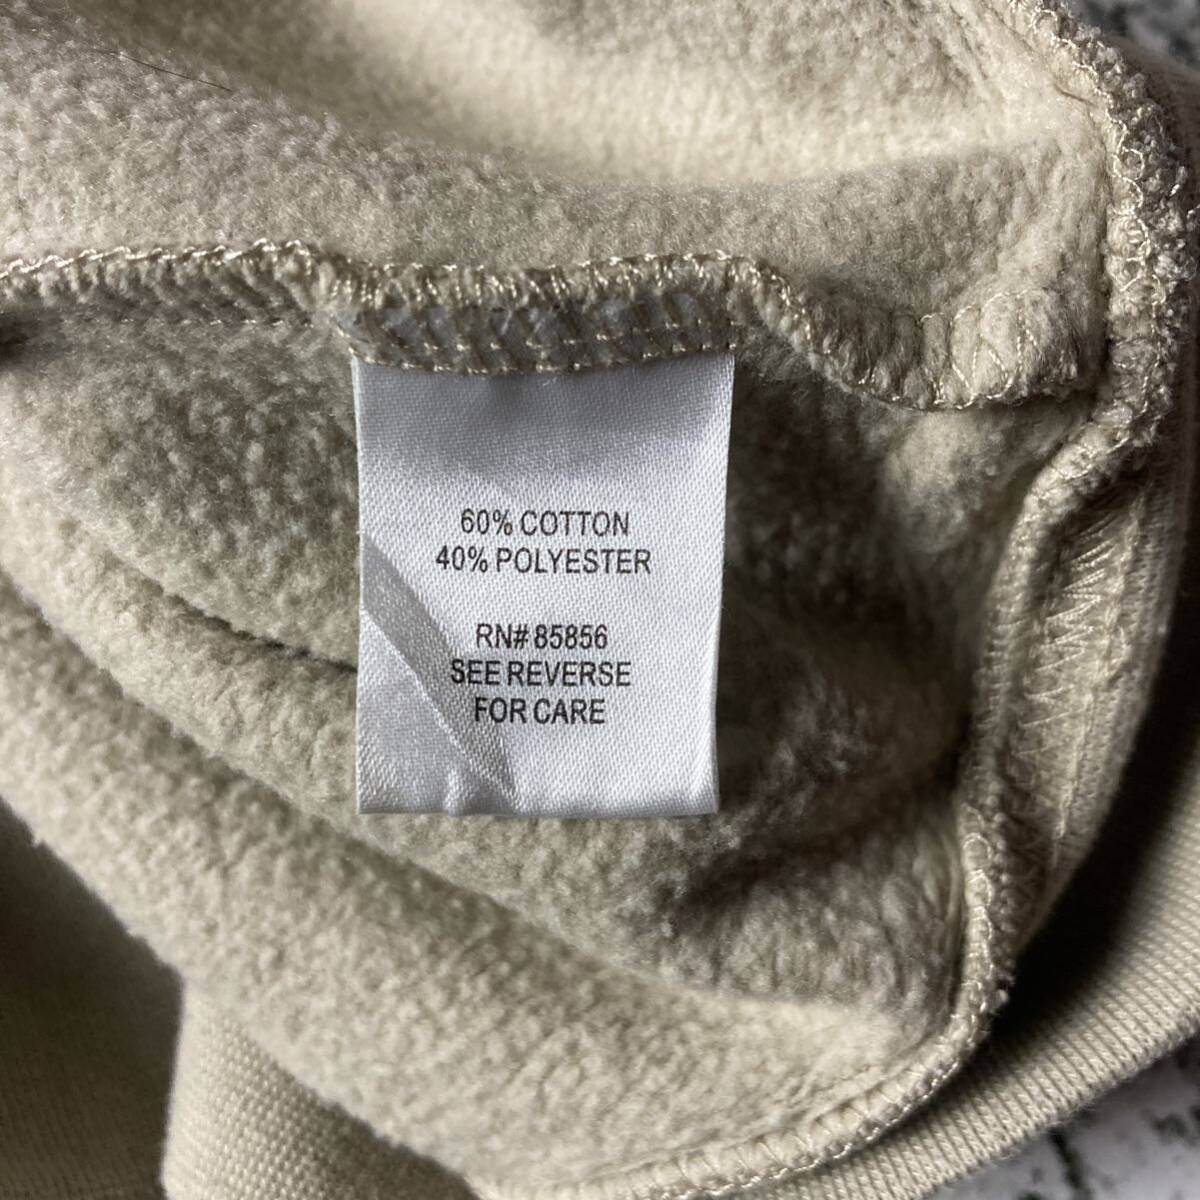 60% COTTON
40% POLYESTER
RN# 85856
SEE REVERSE
FOR CARE